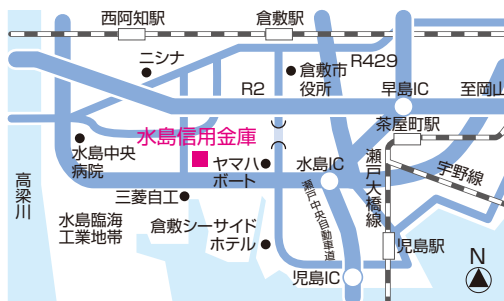 西阿知駅
倉敷駅
ニシナ
倉敷市
役所
R429
R2
早島IC
至岡山
水島信用金庫
茶屋町駅
水島中央
病院
ヤマハ
ボート
水島IC
瀬戸大橋線
宇野線
高梁川
三菱自工
瀬戸中央自動車道
水島臨海
工業地帯
倉敷シーサイド
ホテル
児島駅
児島IC
N